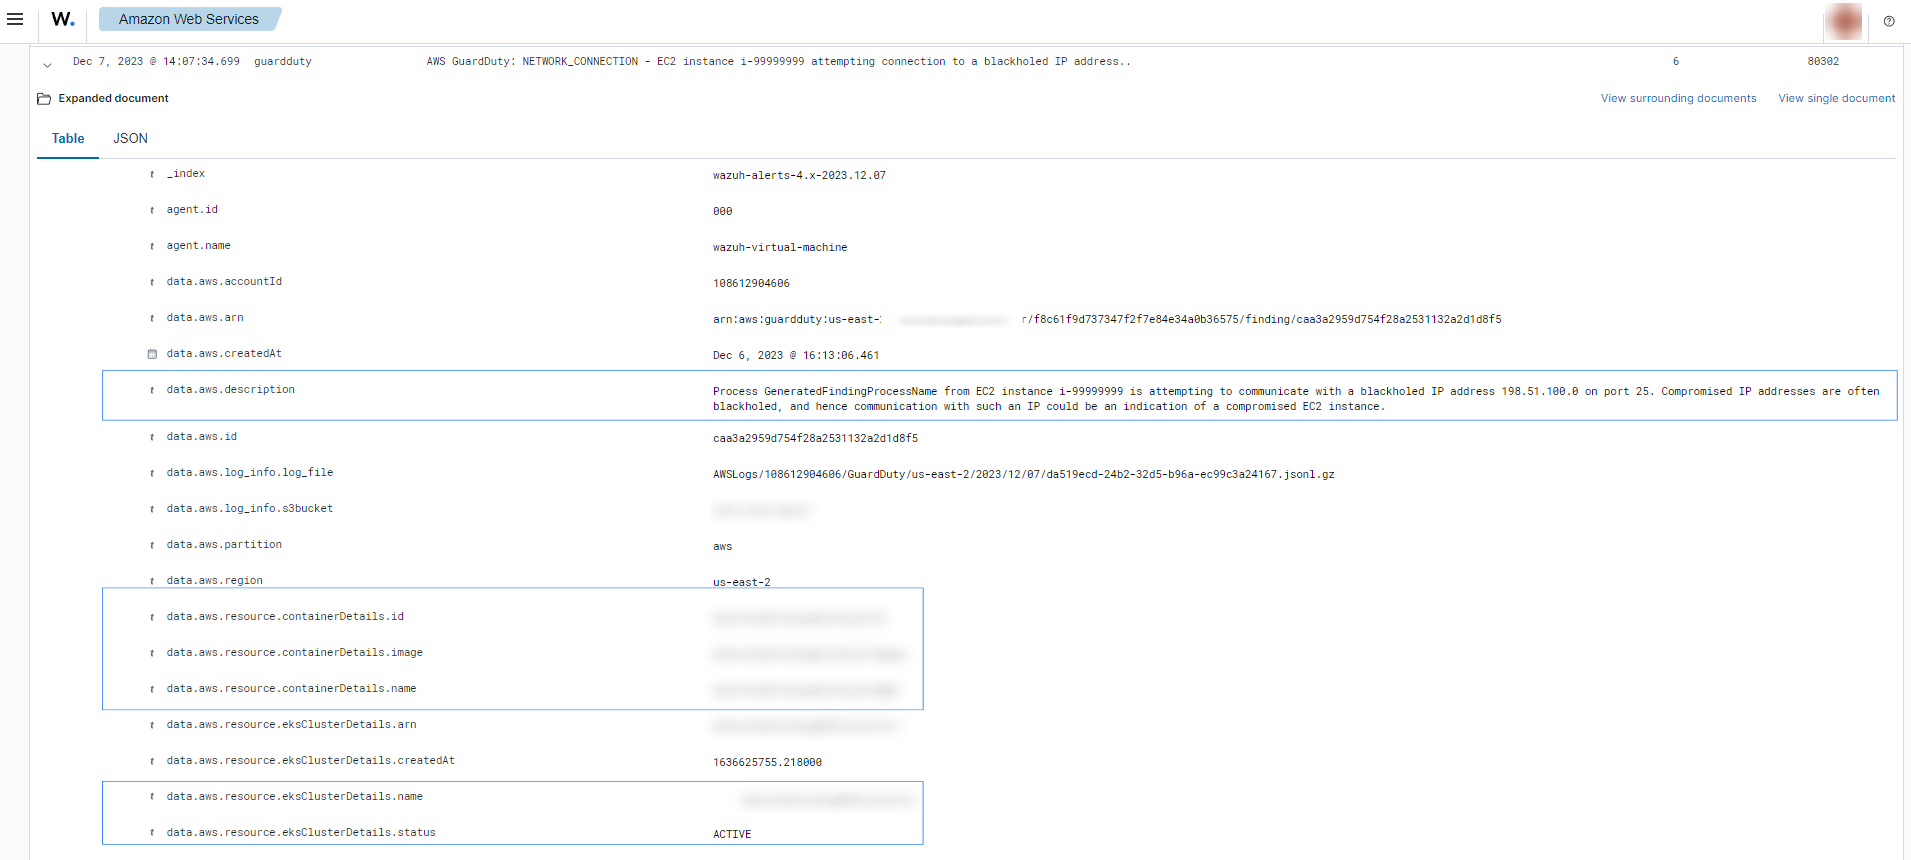 W.
Amazon Web Services
Dec 7, 2023 @ 14:07:34.699 guardduty AWS GuardDuty: NETWORK_CONNECTION - EC2 instance i-99999999 attempting connection to a blackholed IP address.. 6 80302
Expanded document View surrounding documents View single document
Table JSON
t _index wazuh-alerts-4.x-2023.12.07
t agent.id 000
t agent.name wazuh-virtual-machine
t data.aws.accountId 108612904606
t data.aws.arn arn:aws:guardduty:us-east- r/f8c61f9d737347f2f7e84e34a0b36575/finding/caa3a2959d754f28a2531132a2d1d8f5
data.aws.createdAt Dec 6, 2023 @ 16:13:06.461
t data.aws.description Process GeneratedFindingProcessName from EC2 instance i-99999999 is attempting to communicate with a blackholed IP address 198.51.100.0 on port 25. Compromised IP addresses are often
blackholed, and hence communication with such an IP could be an indication of a compromised EC2 instance.
t data.aws.id caa3a2959d754f28a2531132a2d1d8f5
t data.aws.log_info.log_file AWSLogs/108612904606/GuardDuty/us-east-2/2023/12/07/da519ecd-24b2-32d5-b96a-ec99c3a24167.jsonl.gz
t data.aws.log_info.s3bucket
t data.aws.partition aws
t data.aws.region us-east-2
t data.aws.resource.containerDetails.id
t data.aws.resource.containerDetails.image
t data.aws.resource.containerDetails.name
t data.aws.resource.eksClusterDetails.arn
t data.aws.resource.eksClusterDetails.createdAt 1636625755.218000
t data.aws.resource.eksClusterDetails.name
t data.aws.resource.eksClusterDetails.status ACTIVE